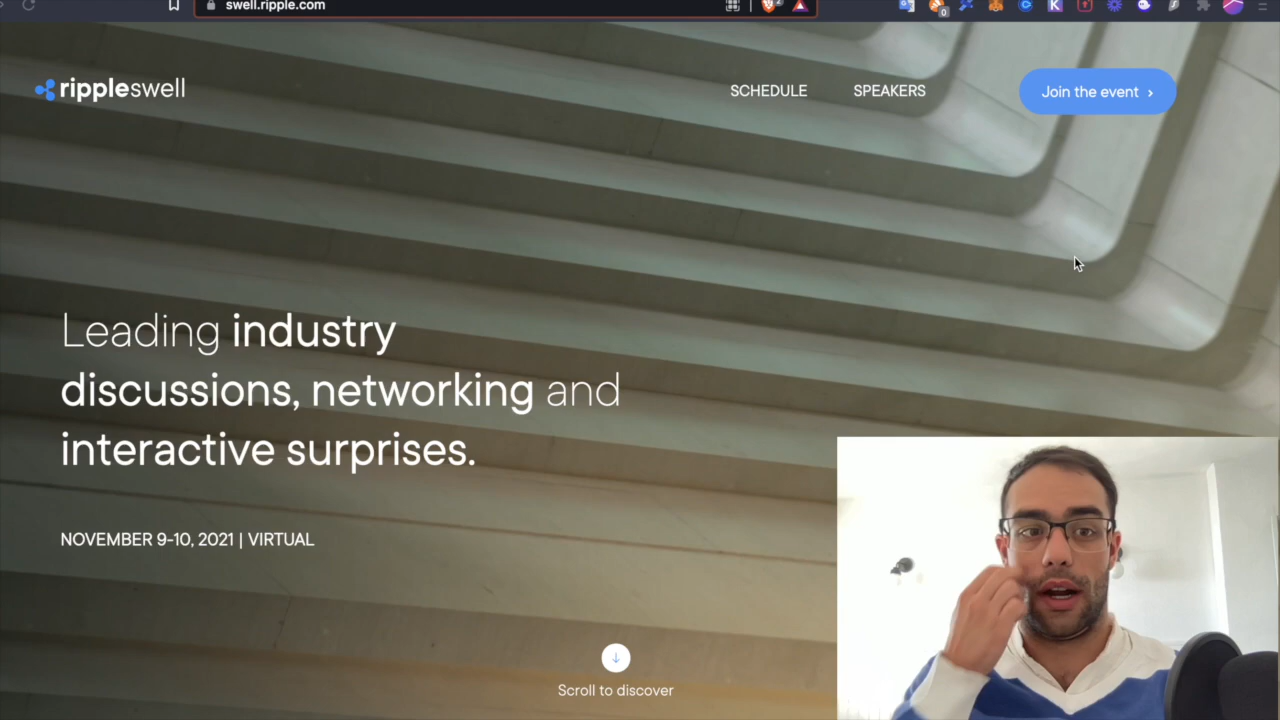 swell.ripple.com
rippleswell
SCHEDULE
SPEAKERS
Join the event ›
Leading industry
discussions, networking and
interactive surprises.
NOVEMBER 9-10, 2021 | VIRTUAL
Scroll to discover
0
K